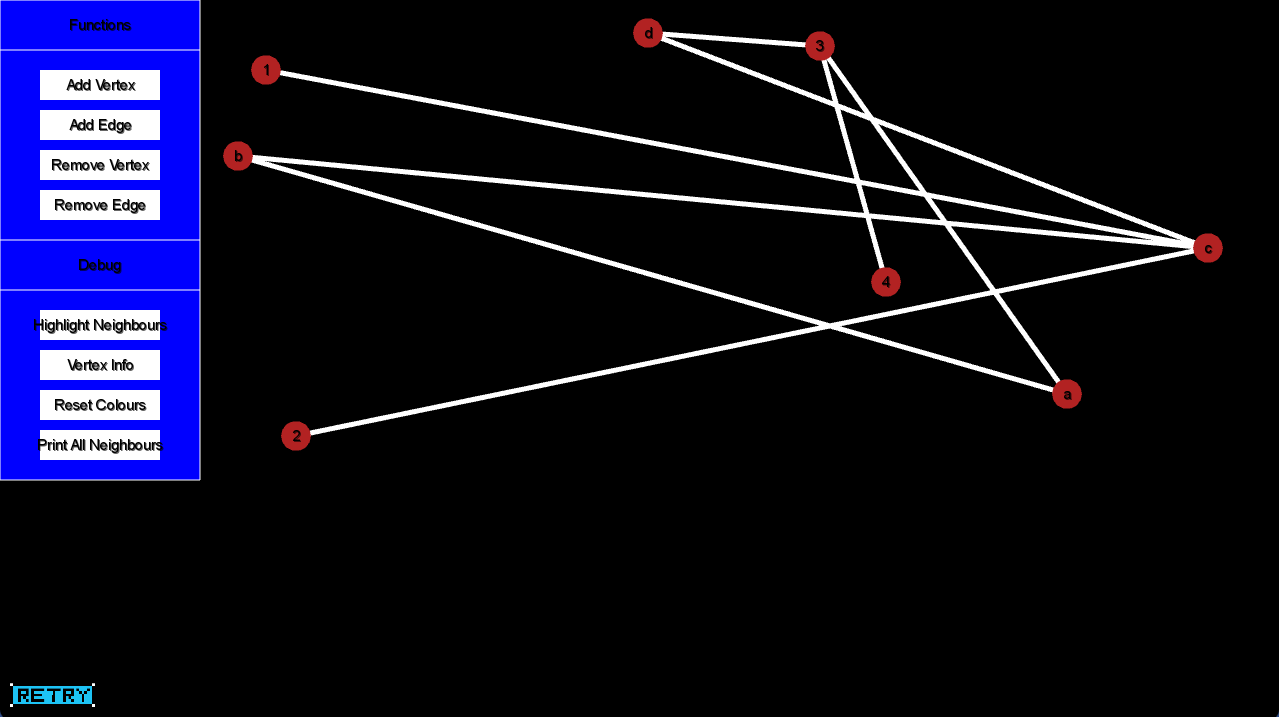 Functions
Add Vertex
Add Edge
Remove Vertex
Remove Edge
Debug
Highlight Neighbours
Vertex Info
Reset Colours
Print All Neighbours
d
3
1
b
c
4
a
2
RETRY